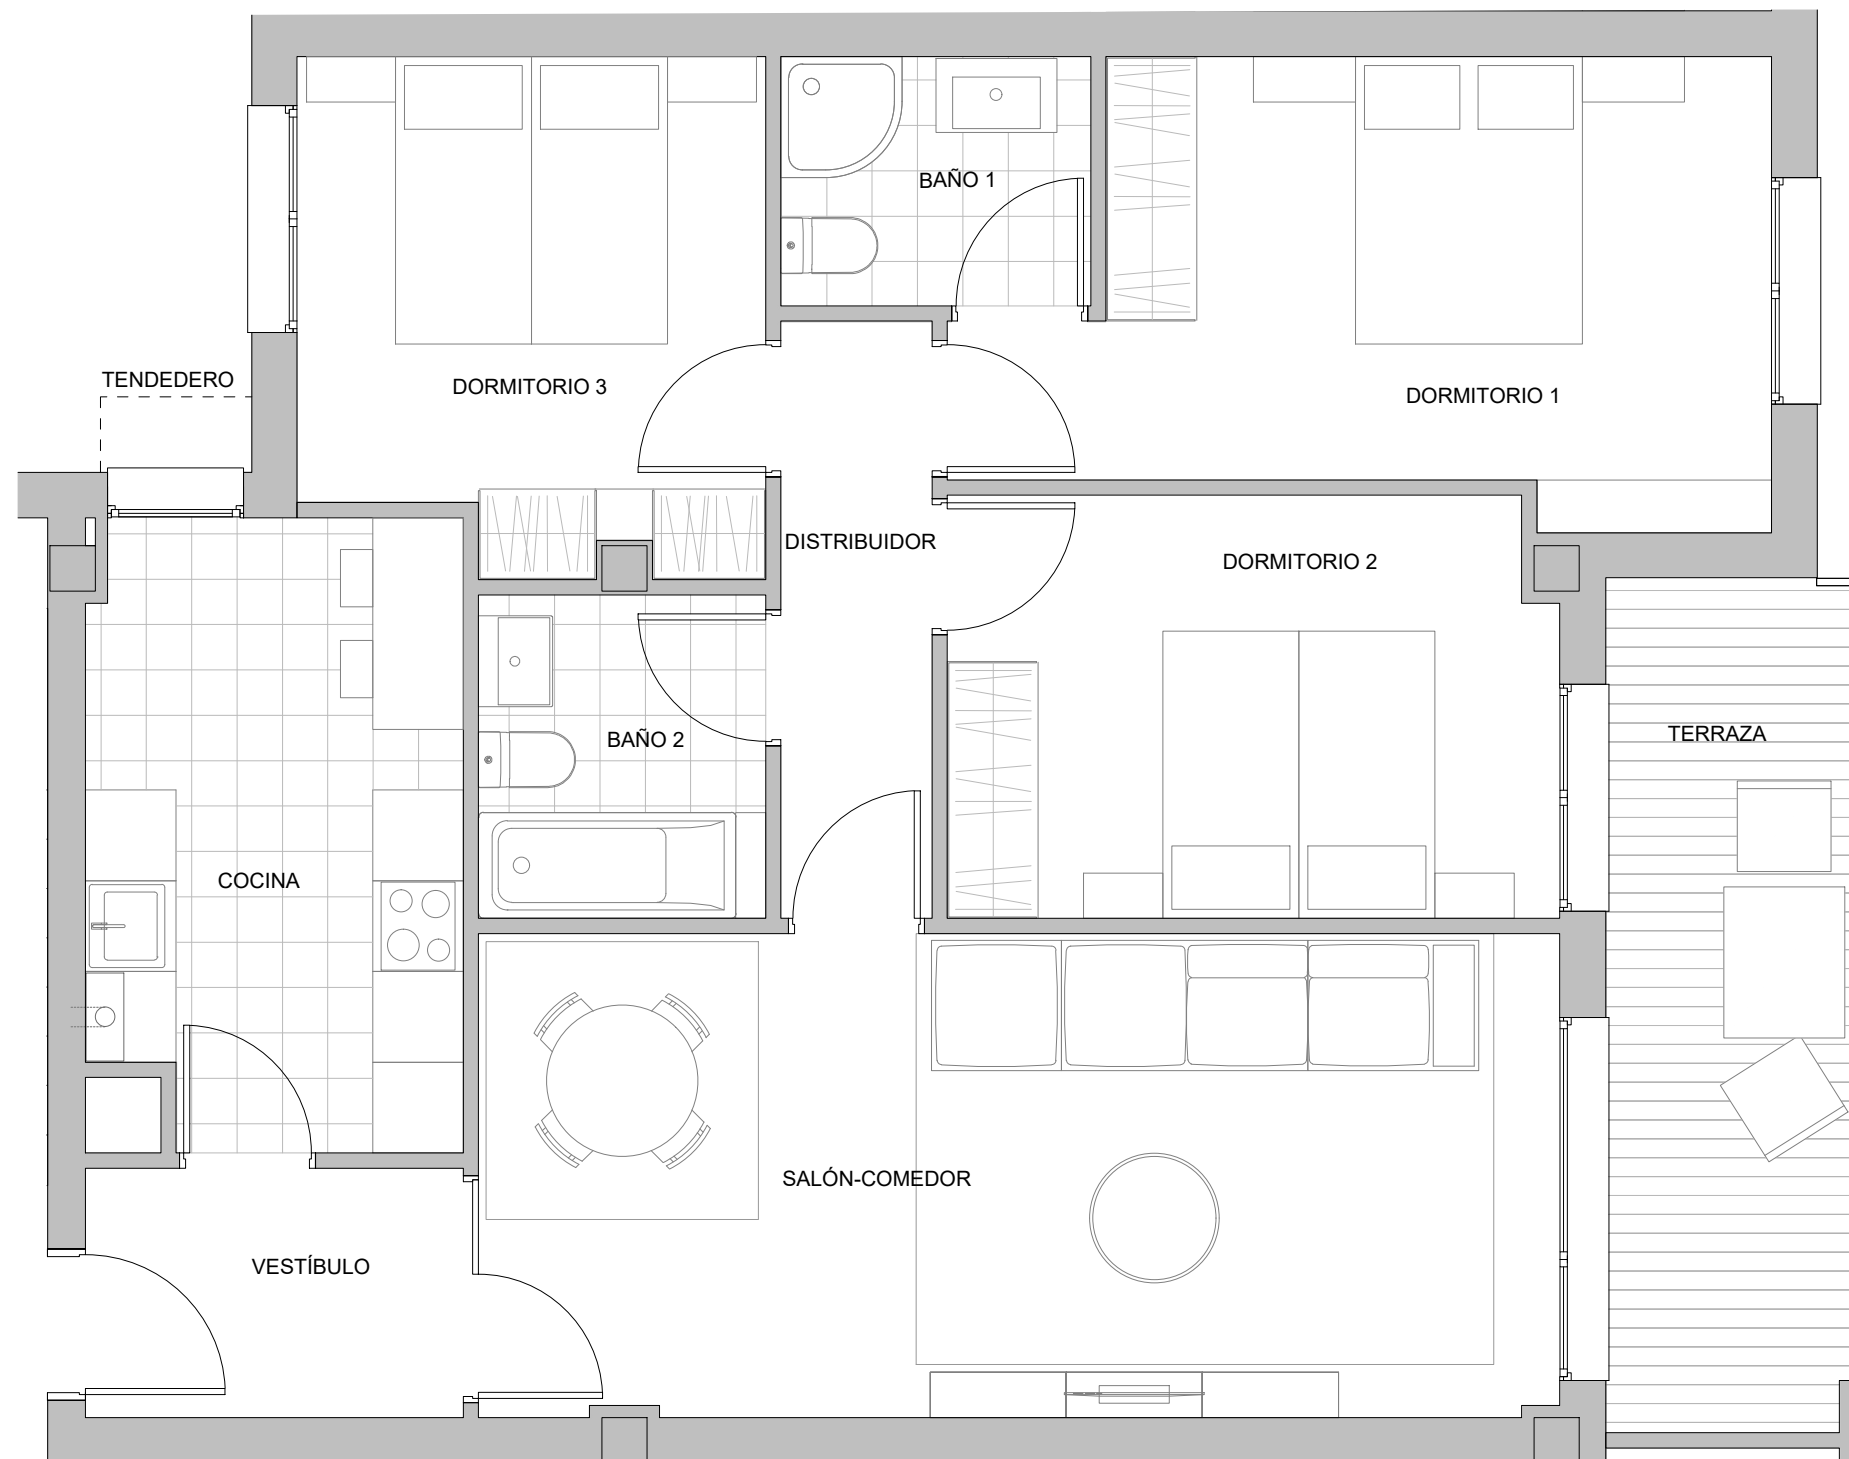 BAÑO 1
TENDEDERO
DORMITORIO 3
DORMITORIO 1
DISTRIBUIDOR
DORMITORIO 2
BAÑO 2
TERRAZA
COCINA
SALÓN-COMEDOR
VESTÍBULO